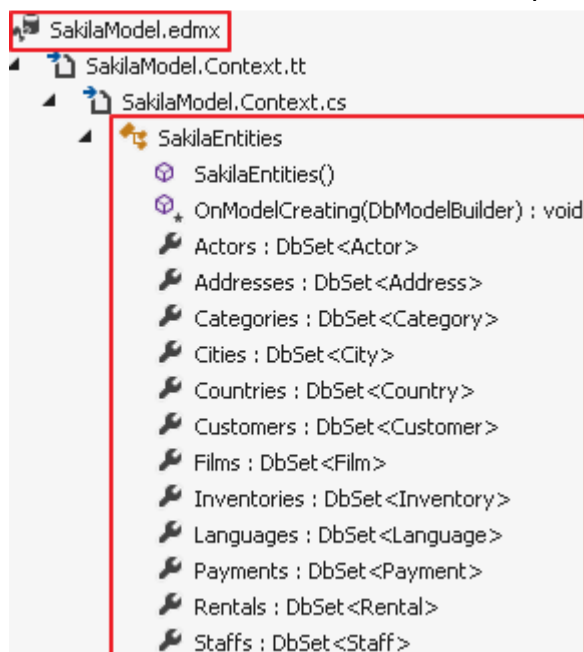 SakilaModel.edmx
SakilaModel.Context.tt
SakilaModel.Context.cs
SakilaEntities
SakilaEntities()
OnModelCreating(DbModelBuilder) : void
Actors : DbSet<Actor>
Addresses : DbSet<Address>
Categories : DbSet<Category>
Cities : DbSet<City>
Countries : DbSet<Country>
Customers : DbSet<Customer>
Films : DbSet<Film>
Inventories : DbSet<Inventory>
Languages : DbSet<Language>
Payments : DbSet<Payment>
Rentals : DbSet<Rental>
Staffs : DbSet<Staff>